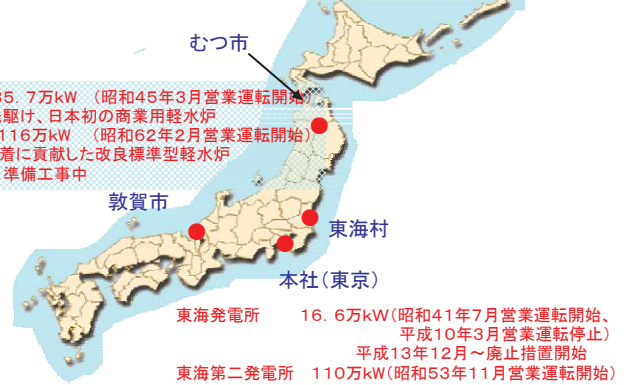 むつ市
35．7万kW （昭和45年3月営業運転開始）
駆け、日本初の商業用軽水炉
116万kW （昭和62年2月営業運転開始）
着に貢献した改良標準型軽水炉
準備工事中
敦賀市
東海村
本社（東京）
東海発電所 16．6万kW（昭和41年7月営業運転開始、
平成10年3月営業運転停止）
平成13年12月～廃止措置開始
東海第二発電所 110万kW（昭和53年11月営業運転開始）